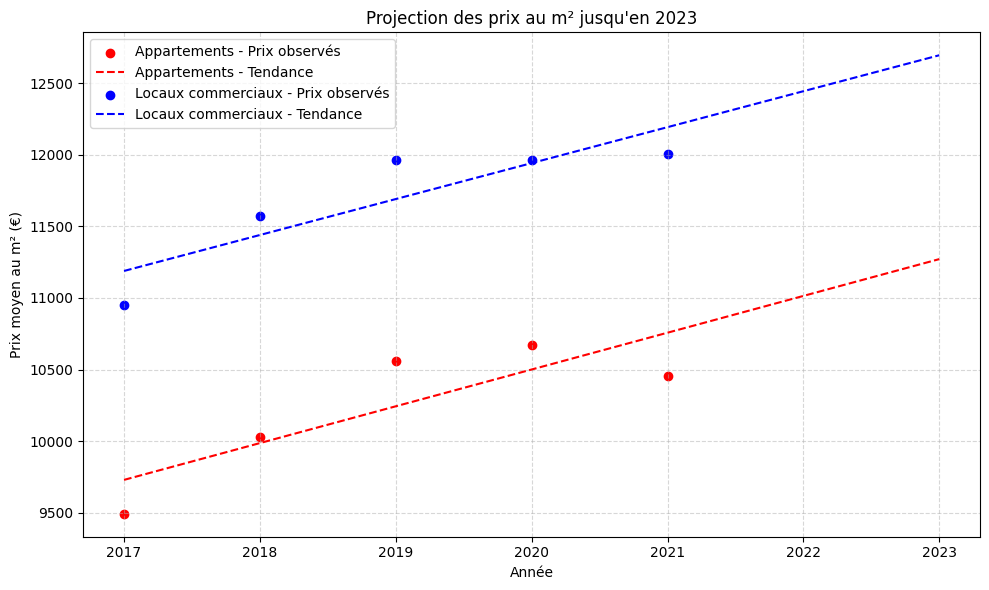 Projection des prix au m² jusqu'en 2023
Appartements - Prix observés
Appartements - Tendance
Locaux commerciaux - Prix observés
Locaux commerciaux - Tendance
Prix moyen au m² (€)
12500
12000
11500
11000
10500
10000
9500
2017 2018 2019 2020 2021 2022 2023
Année